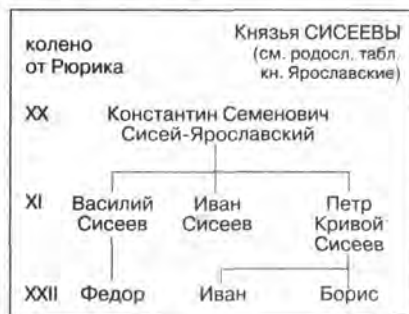 Князья СИСЕЕВЫ
(см. родосл. табл.
кн. Ярославские)
колено
от Рюрика
XX Константин Семенович
Сисей-Ярославский
XI Василий Иван Петр
Сисеев Сисеев Кривой
Сисеев
XXII Федор Иван Борис